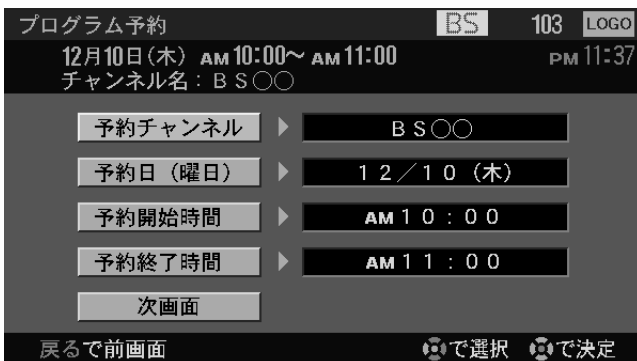 プログラム予約 BS 103 LOGO
12月10日(木) AM10:00~AM11:00 PM11:37
チャンネル名：ＢＳ○○
予約チャンネル ＢＳ○○
予約日（曜日） １２／１０（木）
予約開始時間 AM１０：００
予約終了時間 AM１１：００
次画面
戻るで前画面 で選択 で決定